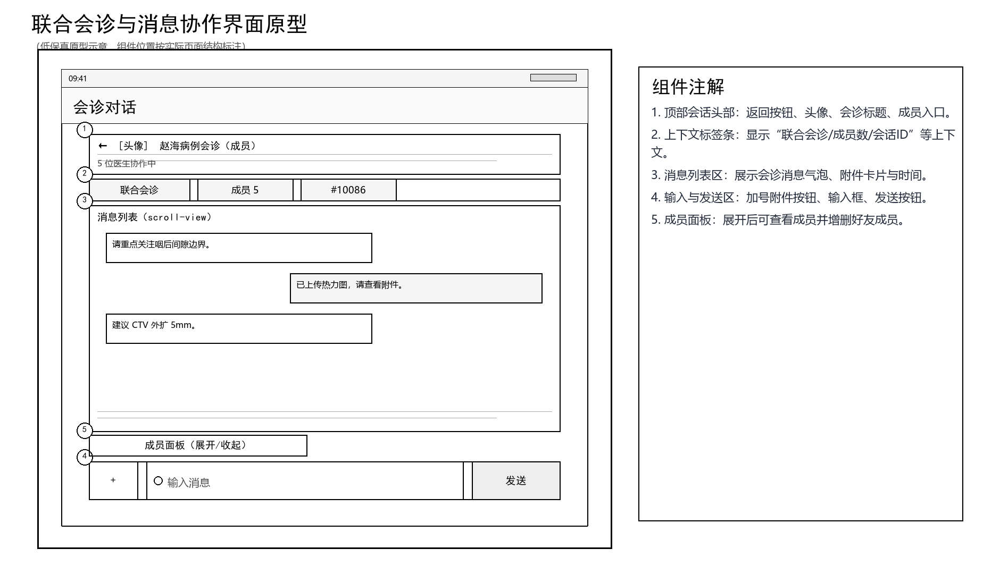 联合会诊与消息协作界面原型
（低保真原型示意，组件位置按实际页面结构标注）
09:41
会诊对话
1
← ［头像］ 赵海病例会诊（成员）
5 位医生协作中
2
联合会诊 成员 5 #10086
3
消息列表（scroll-view）
请重点关注咽后间隙边界。
已上传热力图，请查看附件。
建议 CTV 外扩 5mm。
5
成员面板（展开/收起）
4
+ 输入消息 发送
组件注解
1. 顶部会话头部：返回按钮、头像、会诊标题、成员入口。
2. 上下文标签条：显示“联合会诊/成员数/会话ID”等上下
文。
3. 消息列表区：展示会诊消息气泡、附件卡片与时间。
4. 输入与发送区：加号附件按钮、输入框、发送按钮。
5. 成员面板：展开后可查看成员并增删好友成员。